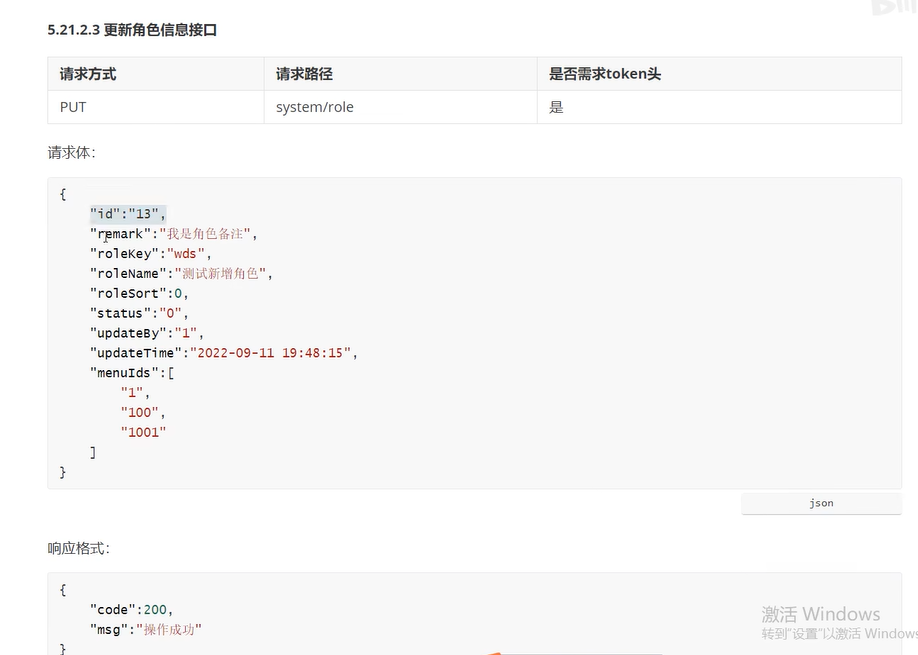 5.21.2.3 更新角色信息接口
请求方式 请求路径 是否需求token头
PUT system/role 是
请求体：
{
"id":"13",
"remark":"我是角色备注",
"roleKey":"wds",
"roleName":"测试新增角色",
"roleSort":0,
"status":"0",
"updateBy":"1",
"updateTime":"2022-09-11 19:48:15",
"menuIds":[
"1",
"100",
"1001"
]
}
json
响应格式：
{
"code":200,
"msg":"操作成功"
}
激活 Windows
转到"设置"以激活 Windows